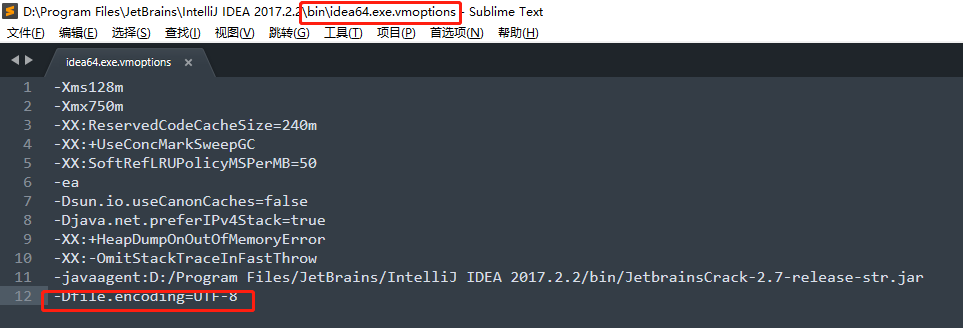 D:\Program Files\JetBrains\IntelliJ IDEA 2017.2.2\bin\idea64.exe.vmoptions - Sublime Text
文件(F) 编辑(E) 选择(S) 查找(I) 视图(V) 跳转(G) 工具(T) 项目(P) 首选项(N) 帮助(H)
idea64.exe.vmoptions ×
1 -Xms128m
2 -Xmx750m
3 -XX:ReservedCodeCacheSize=240m
4 -XX:+UseConcMarkSweepGC
5 -XX:SoftRefLRUPolicyMSPerMB=50
6 -ea
7 -Dsun.io.useCanonCaches=false
8 -Djava.net.preferIPv4Stack=true
9 -XX:+HeapDumpOnOutOfMemoryError
10 -XX:-OmitStackTraceInFastThrow
11 -javaagent:D:/Program Files/JetBrains/IntelliJ IDEA 2017.2.2/bin/JetbrainsCrack-2.7-release-str.jar
12 -Dfile.encoding=UTF-8